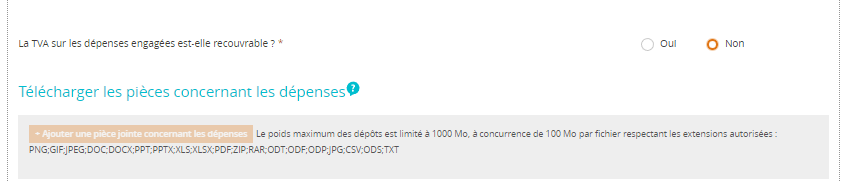 La TVA sur les dépenses engagées est-elle recouvrable ? * Oui Non
Télécharger les pièces concernant les dépenses ?
+ Ajouter une pièce jointe concernant les dépenses Le poids maximum des dépôts est limité à 1000 Mo, à concurrence de 100 Mo par fichier respectant les extensions autorisées :
PNG;GIF;JPEG;DOC;DOCX;PPT;PPTX;XLS;XLSX;PDF;ZIP;RAR;ODT;ODF;ODP;JPG;CSV;ODS;TXT